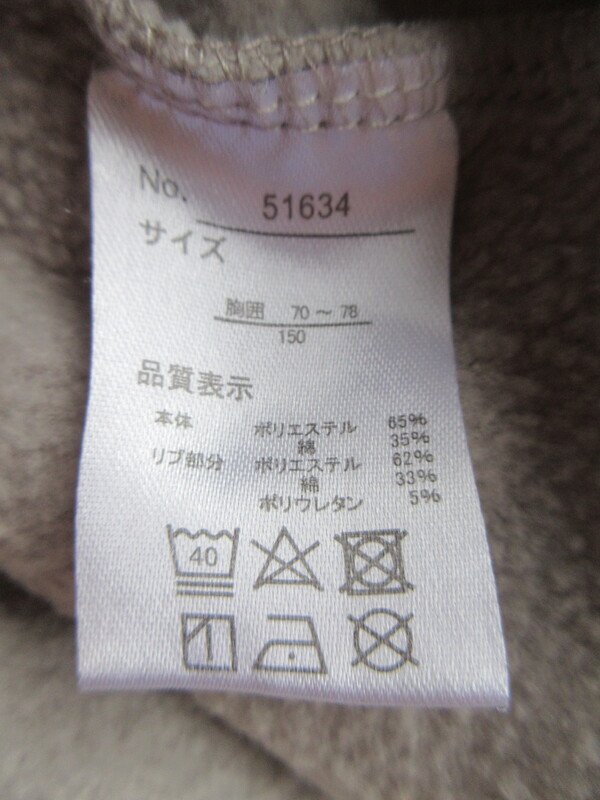 No. 51634
サイズ
胸囲 70～78
150
品質表示
本体 ポリエステル 65%
綿 35%
リブ部分 ポリエステル 62%
綿 33%
ポリウレタン 5%
40